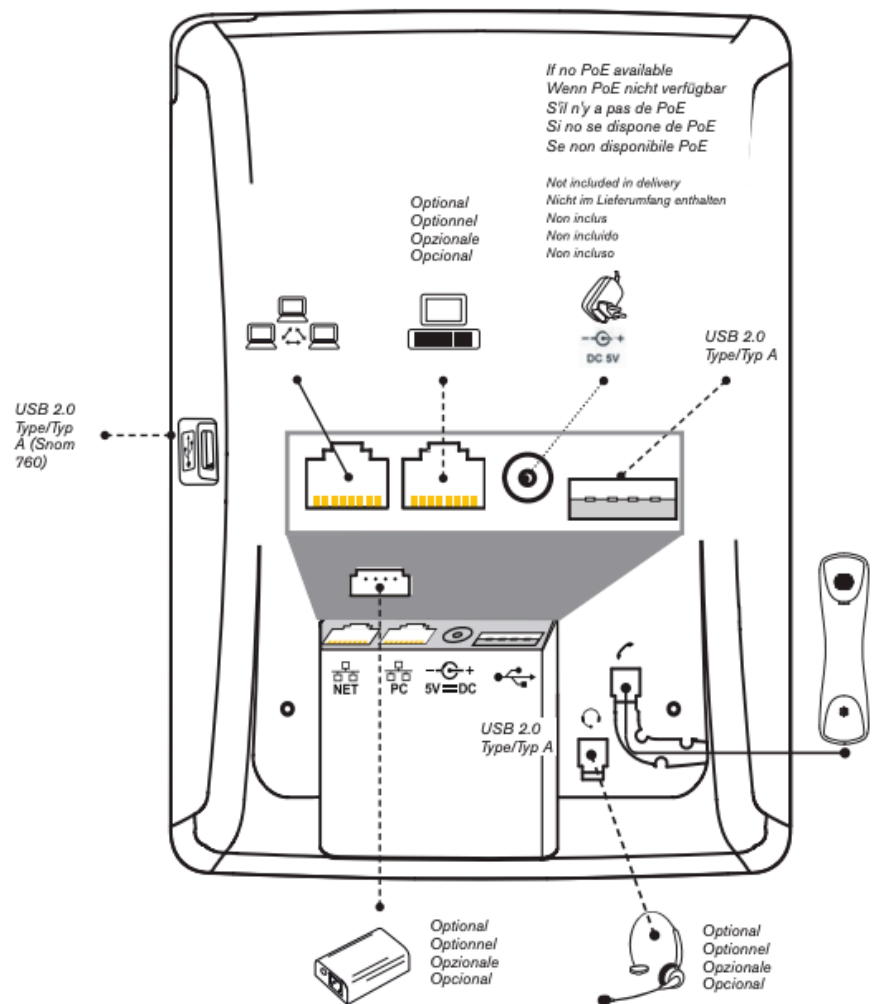 If no PoE available
Wenn PoE nicht verfügbar
S'il n'y a pas de PoE
Si no se dispone de PoE
Se non disponibile PoE
Not included in delivery
Nicht im Lieferumfang enthalten
Non inclus
Non incluido
Non incluso
Optional
Optionnel
Opzionale
Opcional
DC 5V
USB 2.0
Type/Typ A
USB 2.0
Type/Typ
A (Snom
760)
NET
PC
5V DC
USB 2.0
Type/Typ A
Optional
Optionnel
Opzionale
Opcional
Optional
Optionnel
Opzionale
Opcional